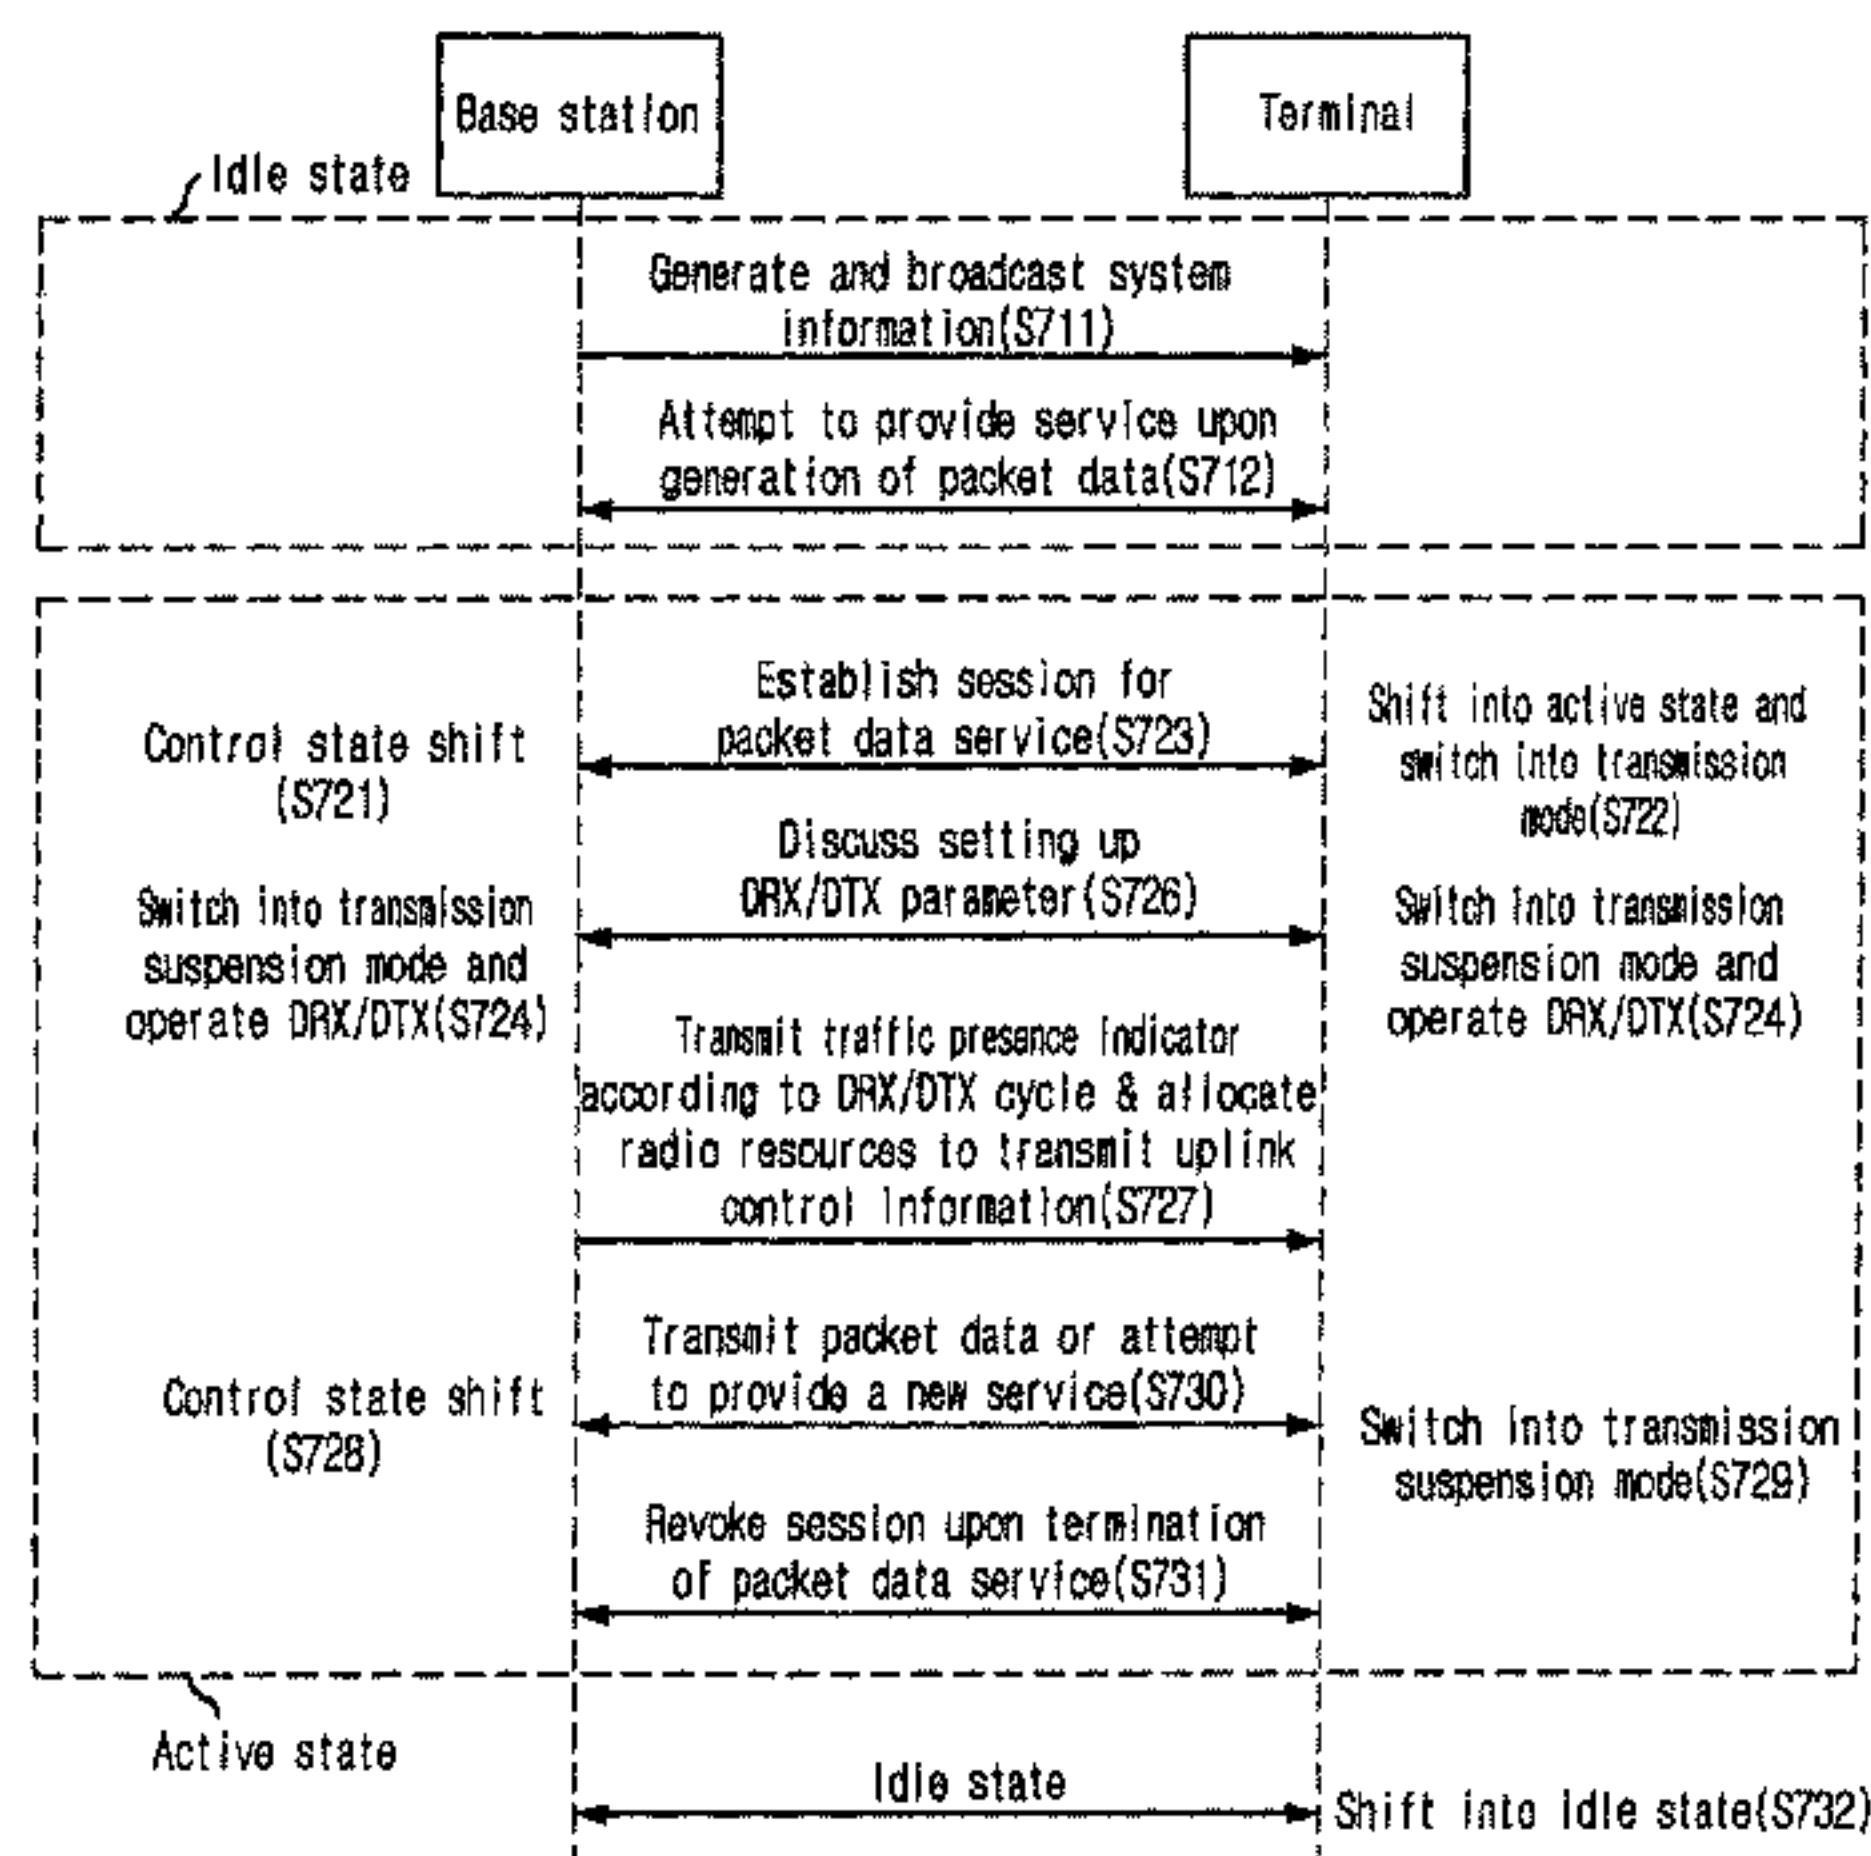 Base station
Terminal
Idle state
Generate and broadcast system
information(S711)
Attempt to provide service upon
generation of packet data(S712)
Establish session for
packet data service(S723)
Control state shift
(S721)
Shift into active state and
switch into transmission
mode(S722)
Discuss setting up
DRX/DTX parameter(S726)
Switch into transmission
suspension mode and
operate DRX/DTX(S724)
Switch into transmission
suspension mode and
operate DRX/DTX(S724)
Transmit traffic presence indicator
according to DRX/DTX cycle & allocate
radio resources to transmit uplink
control information(S727)
Transmit packet data or attempt
to provide a new service(S730)
Control state shift
(S728)
Switch into transmission
suspension mode(S729)
Revoke session upon termination
of packet data service(S731)
Active state
Idle state
Shift into idle state(S732)